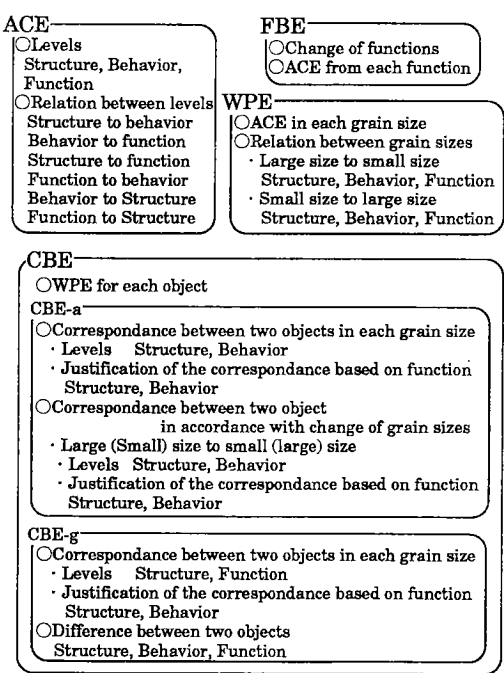 ACE
○Levels
Structure, Behavior,
Function
○Relation between levels
Structure to behavior
Behavior to function
Structure to function
Function to behavior
Behavior to Structure
Function to Structure
FBE
○Change of functions
○ACE from each function
WPE
○ACE in each grain size
○Relation between grain sizes
· Large size to small size
Structure, Behavior, Function
· Small size to large size
Structure, Behavior, Function
CBE
○WPE for each object
CBE-a
○Correspondance between two objects in each grain size
· Levels Structure, Behavior
· Justification of the correspondance based on function
Structure, Behavior
○Correspondance between two object
in accordance with change of grain sizes
· Large (Small) size to small (large) size
· Levels Structure, Behavior
· Justification of the correspondance based on function
Structure, Behavior
CBE-g
○Correspondance between two objects in each grain size
· Levels Structure, Function
· Justification of the correspondance based on function
Structure, Behavior
○Difference between two objects
Structure, Behavior, Function